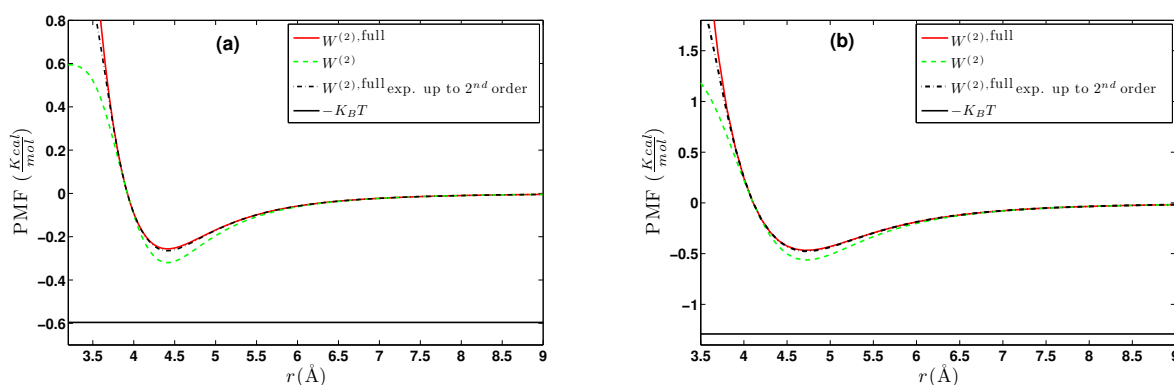 (a)
W^{(2),full}
W^{(2)}
W^{(2),full} exp. up to 2^{nd} order
-K_BT
0.8
0.6
0.4
0.2
0
-0.2
-0.4
-0.6
PMF (Kcal/mol)
3.5 4 4.5 5 5.5 6 6.5 7 7.5 8 8.5 9
r(Å)
(b)
W^{(2),full}
W^{(2)}
W^{(2),full} exp. up to 2^{nd} order
-K_BT
1.5
1
0.5
0
-0.5
-1
PMF (Kcal/mol)
3.5 4 4.5 5 5.5 6 6.5 7 7.5 8 8.5 9
r(Å)